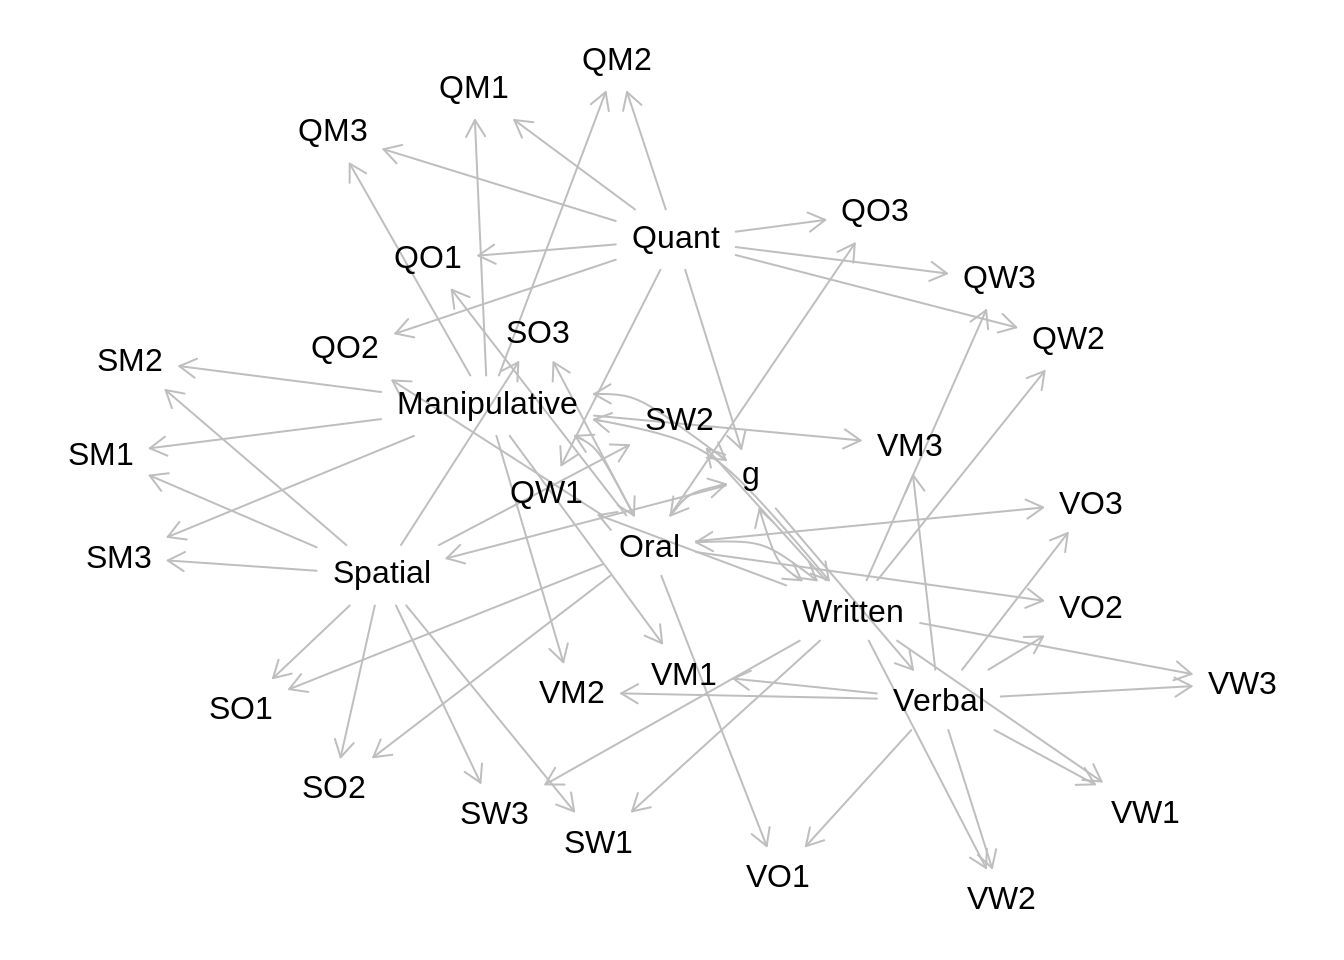 QM2
QM1
QM3
QO3
Quant
QO1
QW3
SO3
QW2
QO2
SM2
Manipulative
SW2
VM3
SM1
g
QW1
VO3
Oral
SM3
Spatial
VO2
Written
VM1
VW3
VM2
Verbal
SO1
SO2
VW1
SW3
SW1
VO1
VW2